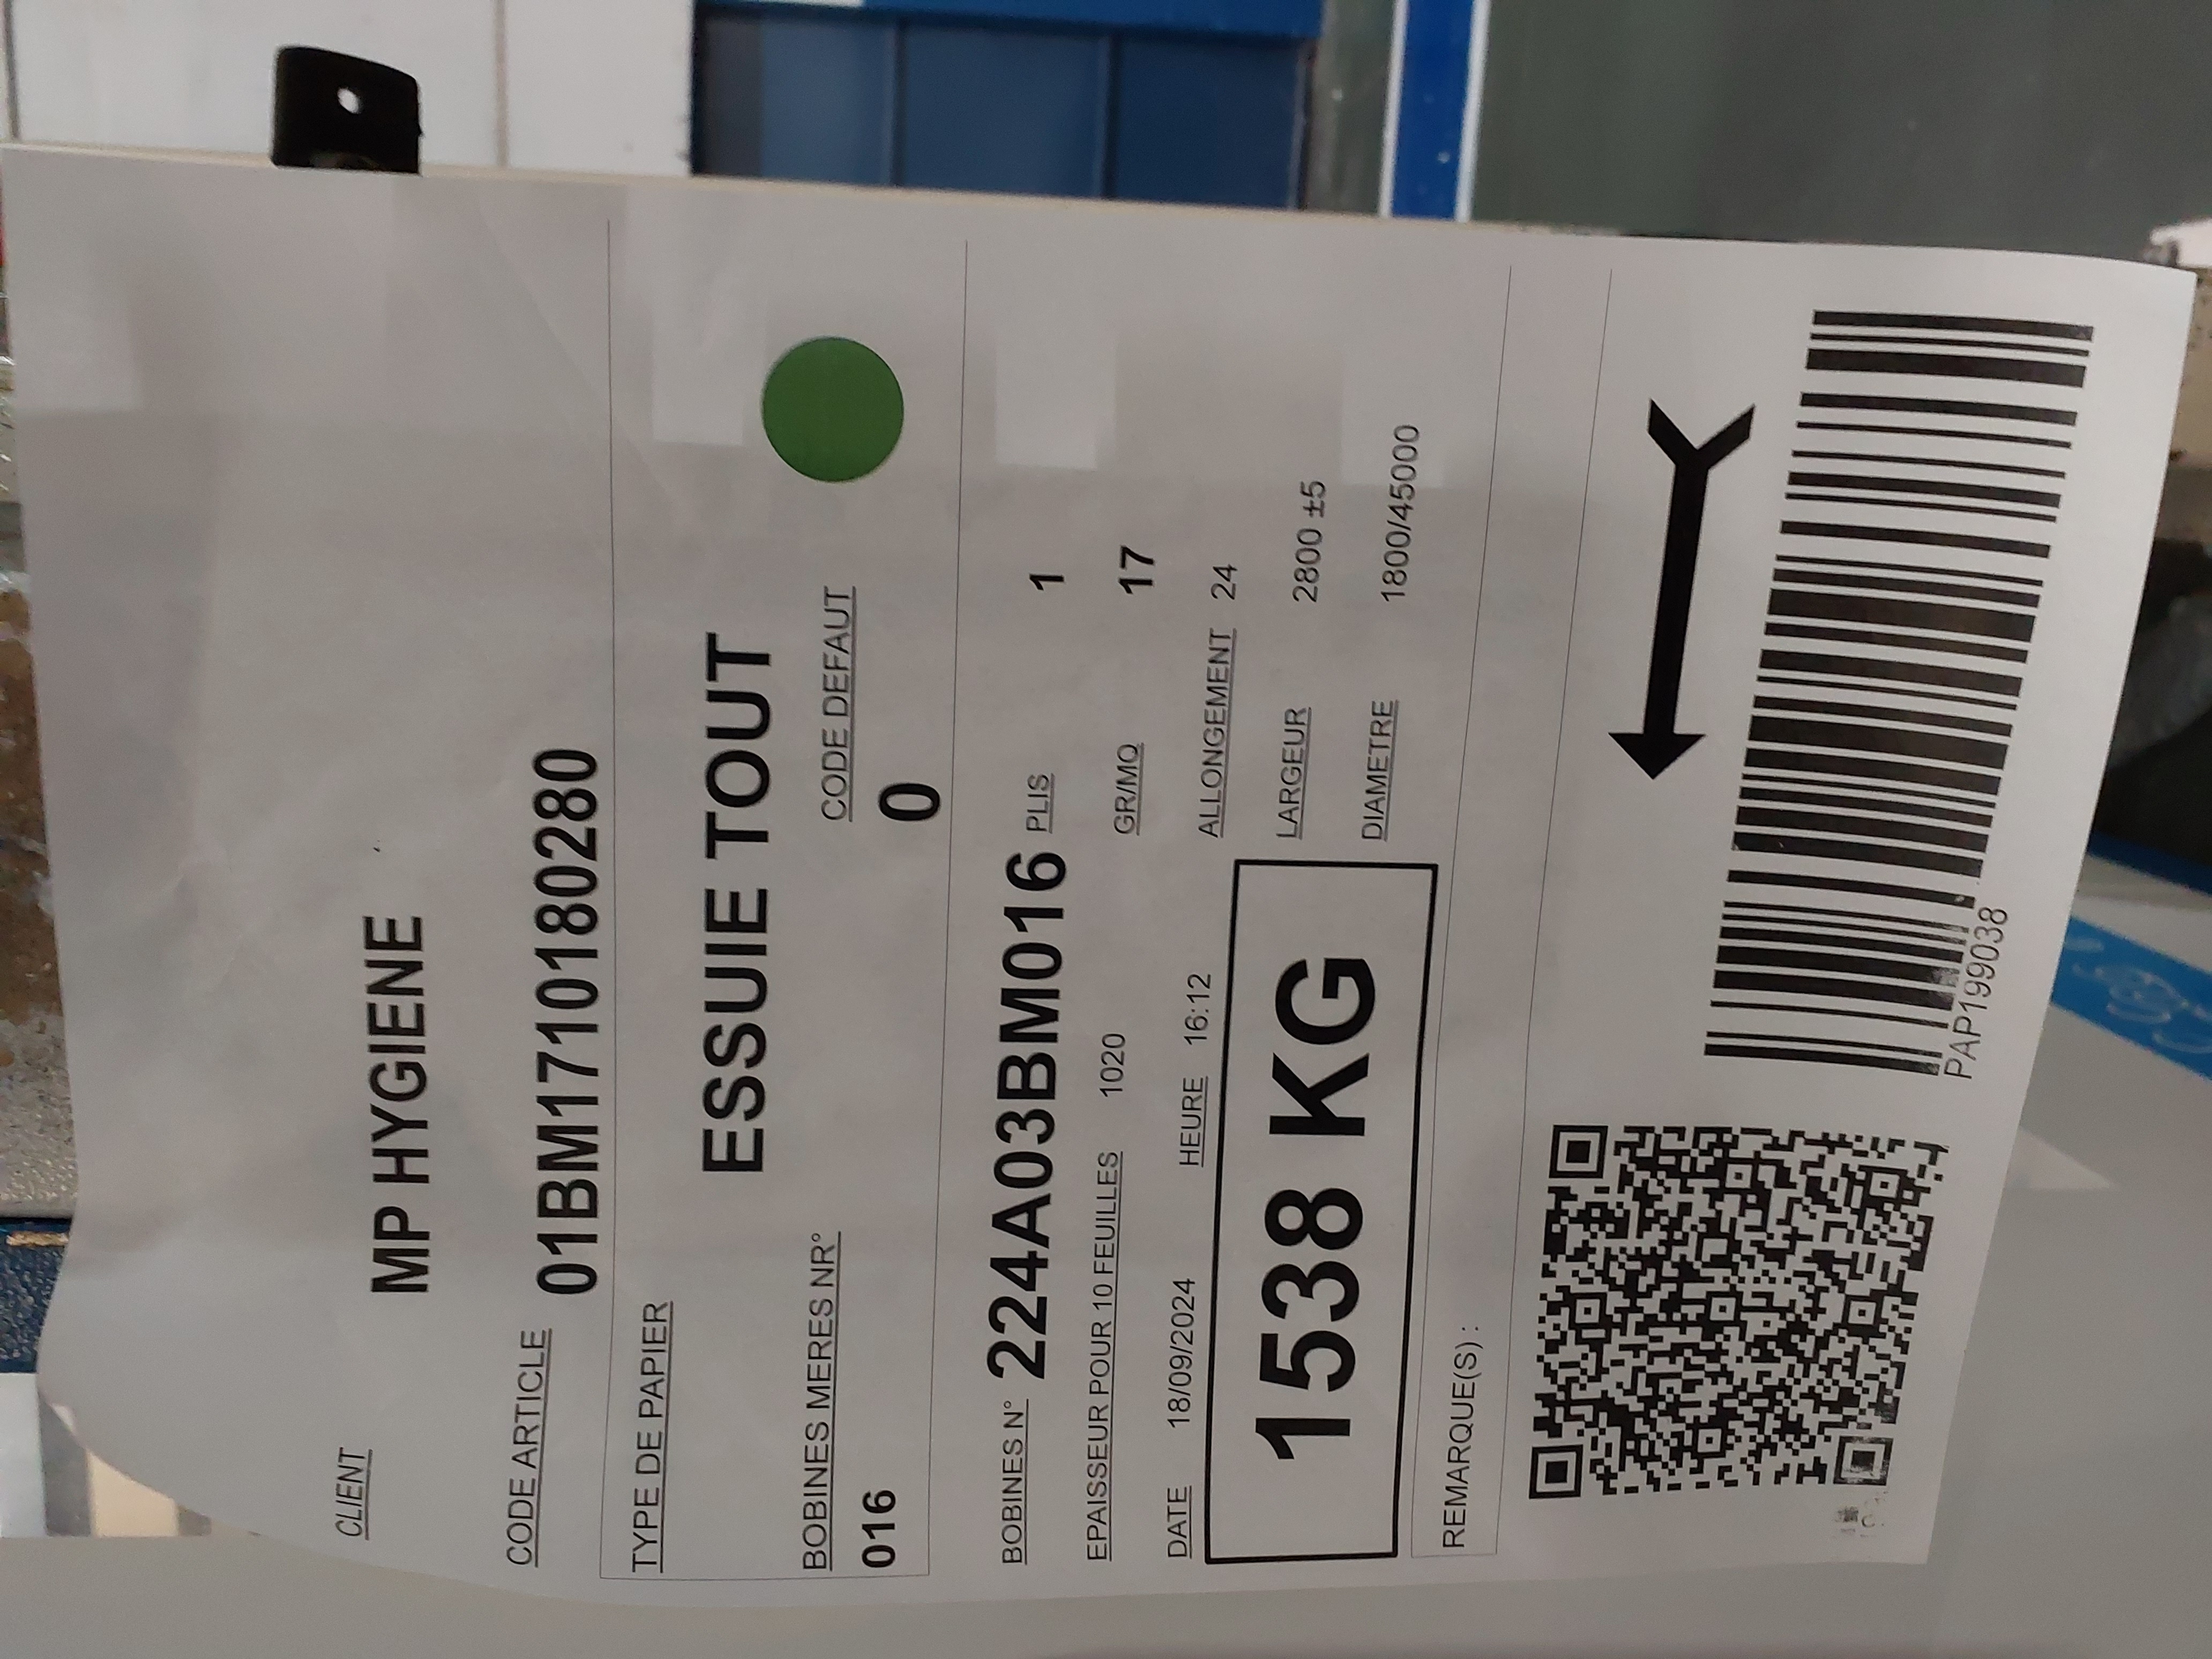 CLIENT
MP HYGIENE
CODE ARTICLE
01BM1710180280
TYPE DE PAPIER
ESSUIE TOUT
BOBINES MERES NR°
016
CODE DEFAUT
0
BOBINES N° 224A03BM016
PLIS 1
EPAISSEUR POUR 10 FEUILLES 1020
GR/MQ 17
DATE 18/09/2024 HEURE 16:12
ALLONGEMENT 24
1538 KG
LARGEUR 2800 ±5
DIAMETRE 1800/45000
REMARQUE(S) :
PAP199038